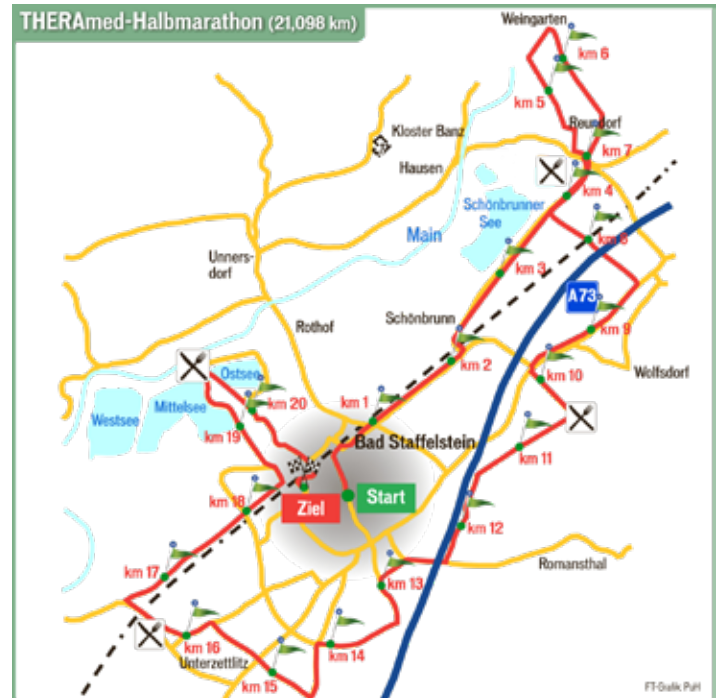 THERAmed-Halbmarathon (21,098 km)
Weingarten
km 6
km 5
Reundorf
Kloster Banz
km 7
Hausen
km 4
Schönbrunner
See
Main
km 8
Unners-
dorf
km 3
A73
Schönbrunn
Rothof
km 9
km 2
Wolfsdorf
Ostsee
km 10
km 20
km 1
Westsee
Mittelsee
km 19
Bad Staffelstein
km 11
km 18
Ziel
Start
km 12
Romansthal
km 17
km 13
km 16
km 14
Unterzettlitz
km 15
FT-Grafik Pohl